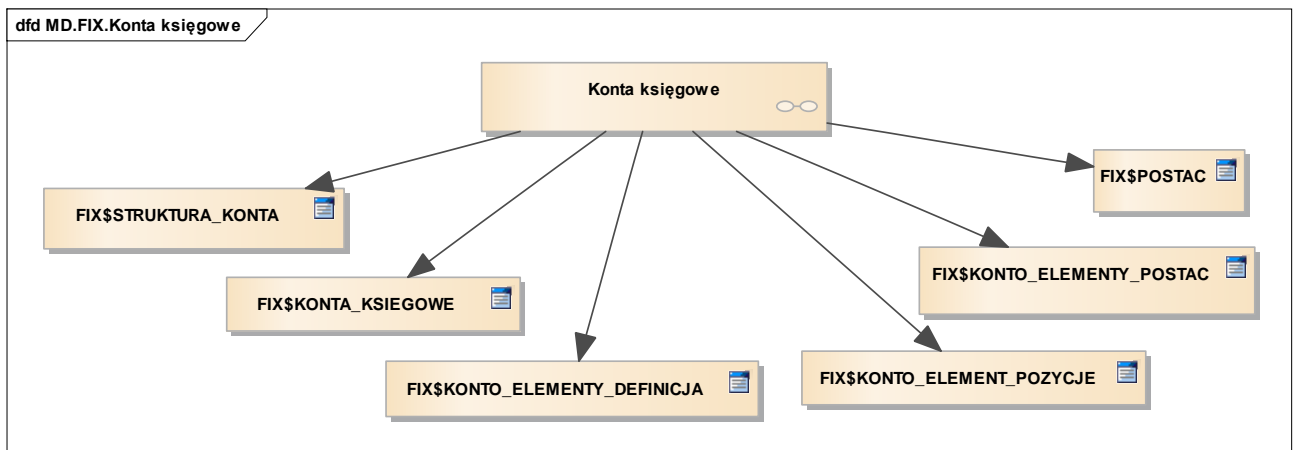 dfd MD.FIX.Konta księgowe
Konta księgowe
FIX$POSTAC
FIX$STRUKTURA_KONTA
FIX$KONTO_ELEMENTY_POSTAC
FIX$KONTA_KSIEGOWE
FIX$KONTO_ELEMENT_POZYCJE
FIX$KONTO_ELEMENTY_DEFINICJA